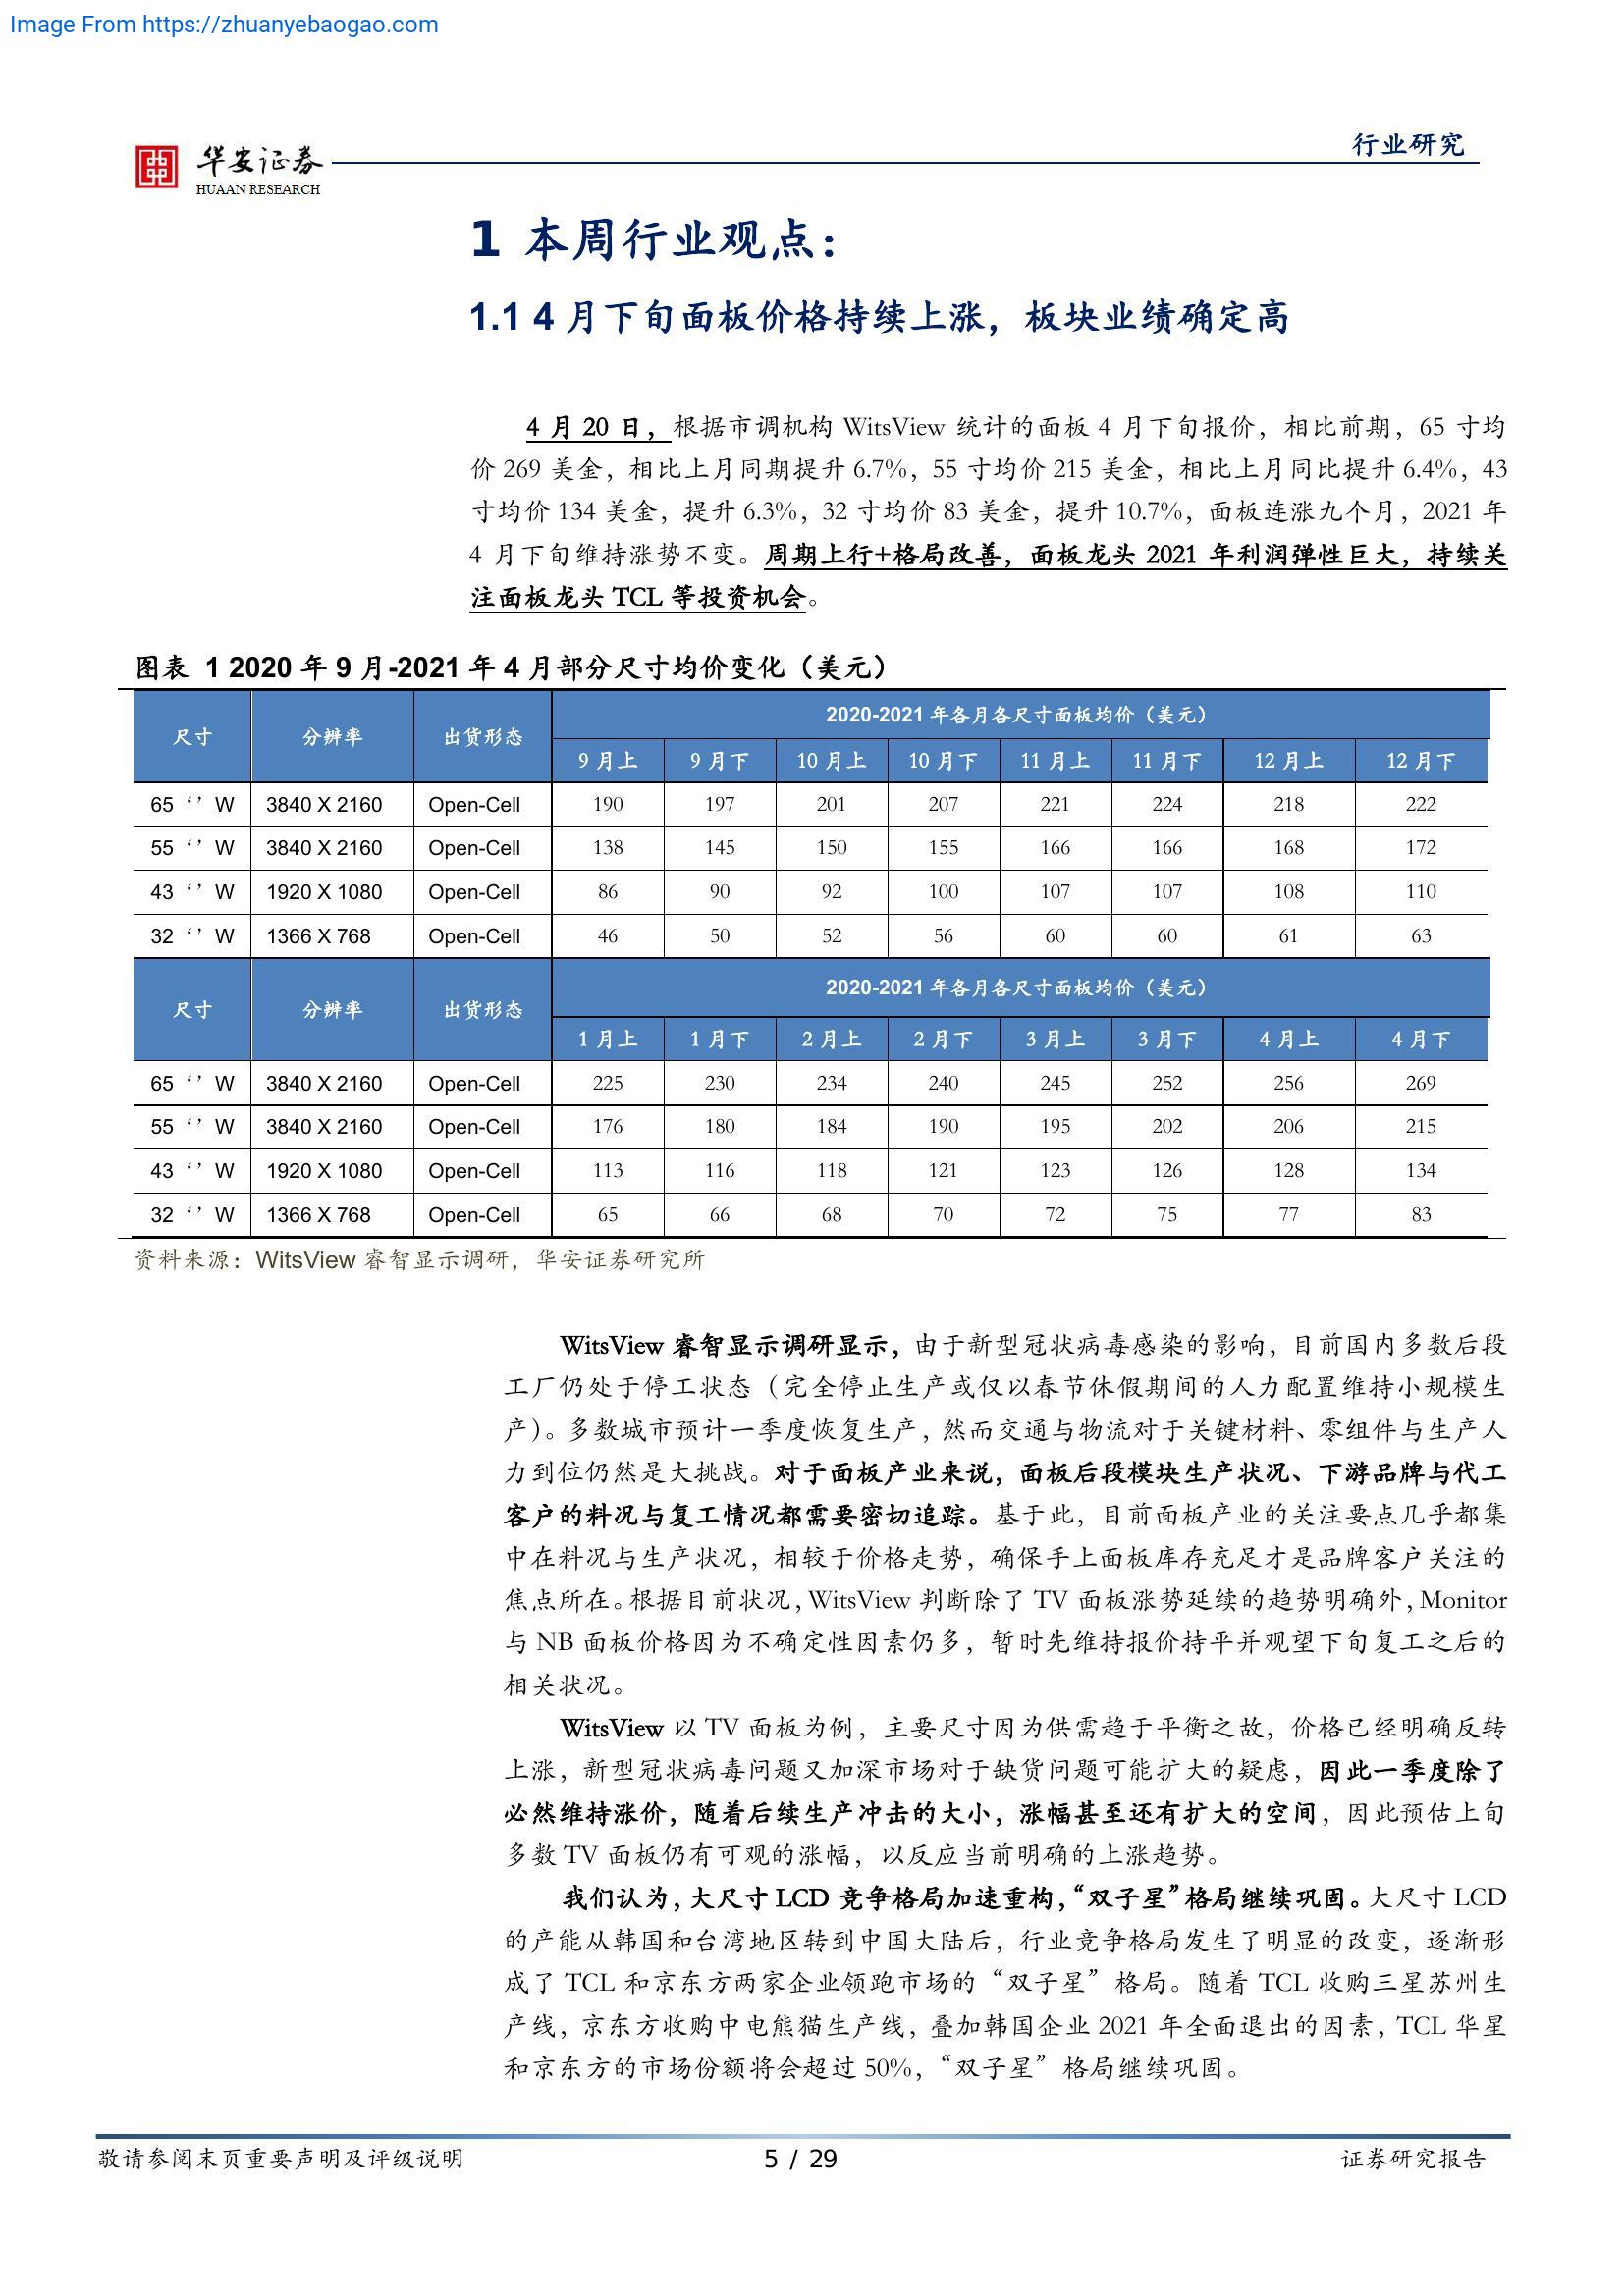 Image From https://zhuanyebaogao.com
华安证券
HUAAN RESEARCH
行业研究
1 本周行业观点：
1.1 4 月下旬面板价格持续上涨，板块业绩确定高
4 月 20 日，根据市调机构 WitsView 统计的面板 4 月下旬报价，相比前期，65 寸均
价 269 美金，相比上月同期提升 6.7%，55 寸均价 215 美金，相比上月同比提升 6.4%，43
寸均价 134 美金，提升 6.3%，32 寸均价 83 美金，提升 10.7%，面板连涨九个月，2021 年
4 月下旬维持涨势不变。周期上行+格局改善，面板龙头 2021 年利润弹性巨大，持续关
注面板龙头 TCL 等投资机会。
图表 1 2020 年 9 月-2021 年 4 月部分尺寸均价变化（美元）
尺寸 分辨率 出货形态 2020-2021 年各月各尺寸面板均价（美元）
9 月上 9 月下 10 月上 10 月下 11 月上 11 月下 12 月上 12 月下
65 ‘’ W 3840 X 2160 Open-Cell 190 197 201 207 221 224 218 222
55 ‘’ W 3840 X 2160 Open-Cell 138 145 150 155 166 166 168 172
43 ‘’ W 1920 X 1080 Open-Cell 86 90 92 100 107 107 108 110
32 ‘’ W 1366 X 768 Open-Cell 46 50 52 56 60 60 61 63
尺寸 分辨率 出货形态 2020-2021 年各月各尺寸面板均价（美元）
1 月上 1 月下 2 月上 2 月下 3 月上 3 月下 4 月上 4 月下
65 ‘’ W 3840 X 2160 Open-Cell 225 230 234 240 245 252 256 269
55 ‘’ W 3840 X 2160 Open-Cell 176 180 184 190 195 202 206 215
43 ‘’ W 1920 X 1080 Open-Cell 113 116 118 121 123 126 128 134
32 ‘’ W 1366 X 768 Open-Cell 65 66 68 70 72 75 77 83
资料来源：WitsView 睿智显示调研，华安证券研究所
WitsView 睿智显示调研显示，由于新型冠状病毒感染的影响，目前国内多数后段
工厂仍处于停工状态（完全停止生产或仅以春节休假期间的人力配置维持小规模生
产）。多数城市预计一季度恢复生产，然而交通与物流对于关键材料、零组件与生产人
力到位仍然是大挑战。对于面板产业来说，面板后段模块生产状况、下游品牌与代工
客户的料况与复工情况都需要密切追踪。基于此，目前面板产业的关注要点几乎都集
中在料况与生产状况，相较于价格走势，确保手上面板库存充足才是品牌客户关注的
焦点所在。根据目前状况，WitsView 判断除了 TV 面板涨势延续的趋势明确外，Monitor
与 NB 面板价格因为不确定性因素仍多，暂时先维持报价持平并观望下旬复工之后的
相关状况。
WitsView 以 TV 面板为例，主要尺寸因为供需趋于平衡之故，价格已经明确反转
上涨，新型冠状病毒问题又加深市场对于缺货问题可能扩大的疑虑，因此一季度除了
必然维持涨价，随着后续生产冲击的大小，涨幅甚至还有扩大的空间，因此预估上旬
多数 TV 面板仍有可观的涨幅，以反应当前明确的上涨趋势。
我们认为，大尺寸 LCD 竞争格局加速重构，“双子星”格局继续巩固。大尺寸 LCD
的产能从韩国和台湾地区转到中国大陆后，行业竞争格局发生了明显的改变，逐渐形
成了 TCL 和京东方两家企业领跑市场的“双子星”格局。随着 TCL 收购三星苏州生
产线，京东方收购中电熊猫生产线，叠加韩国企业 2021 年全面退出的因素，TCL 华星
和京东方的市场份额将会超过 50%，“双子星”格局继续巩固。
敬请参阅末页重要声明及评级说明
5 / 29
证券研究报告